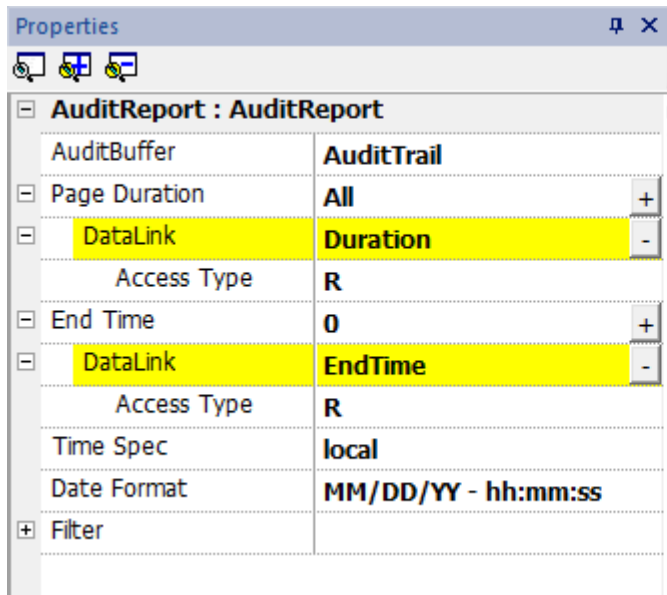 Properties
AuditReport : AuditReport
AuditBuffer AuditTrail
Page Duration All +
DataLink Duration -
Access Type R
End Time 0 +
DataLink EndTime -
Access Type R
Time Spec local
Date Format MM/DD/YY - hh:mm:ss
Filter